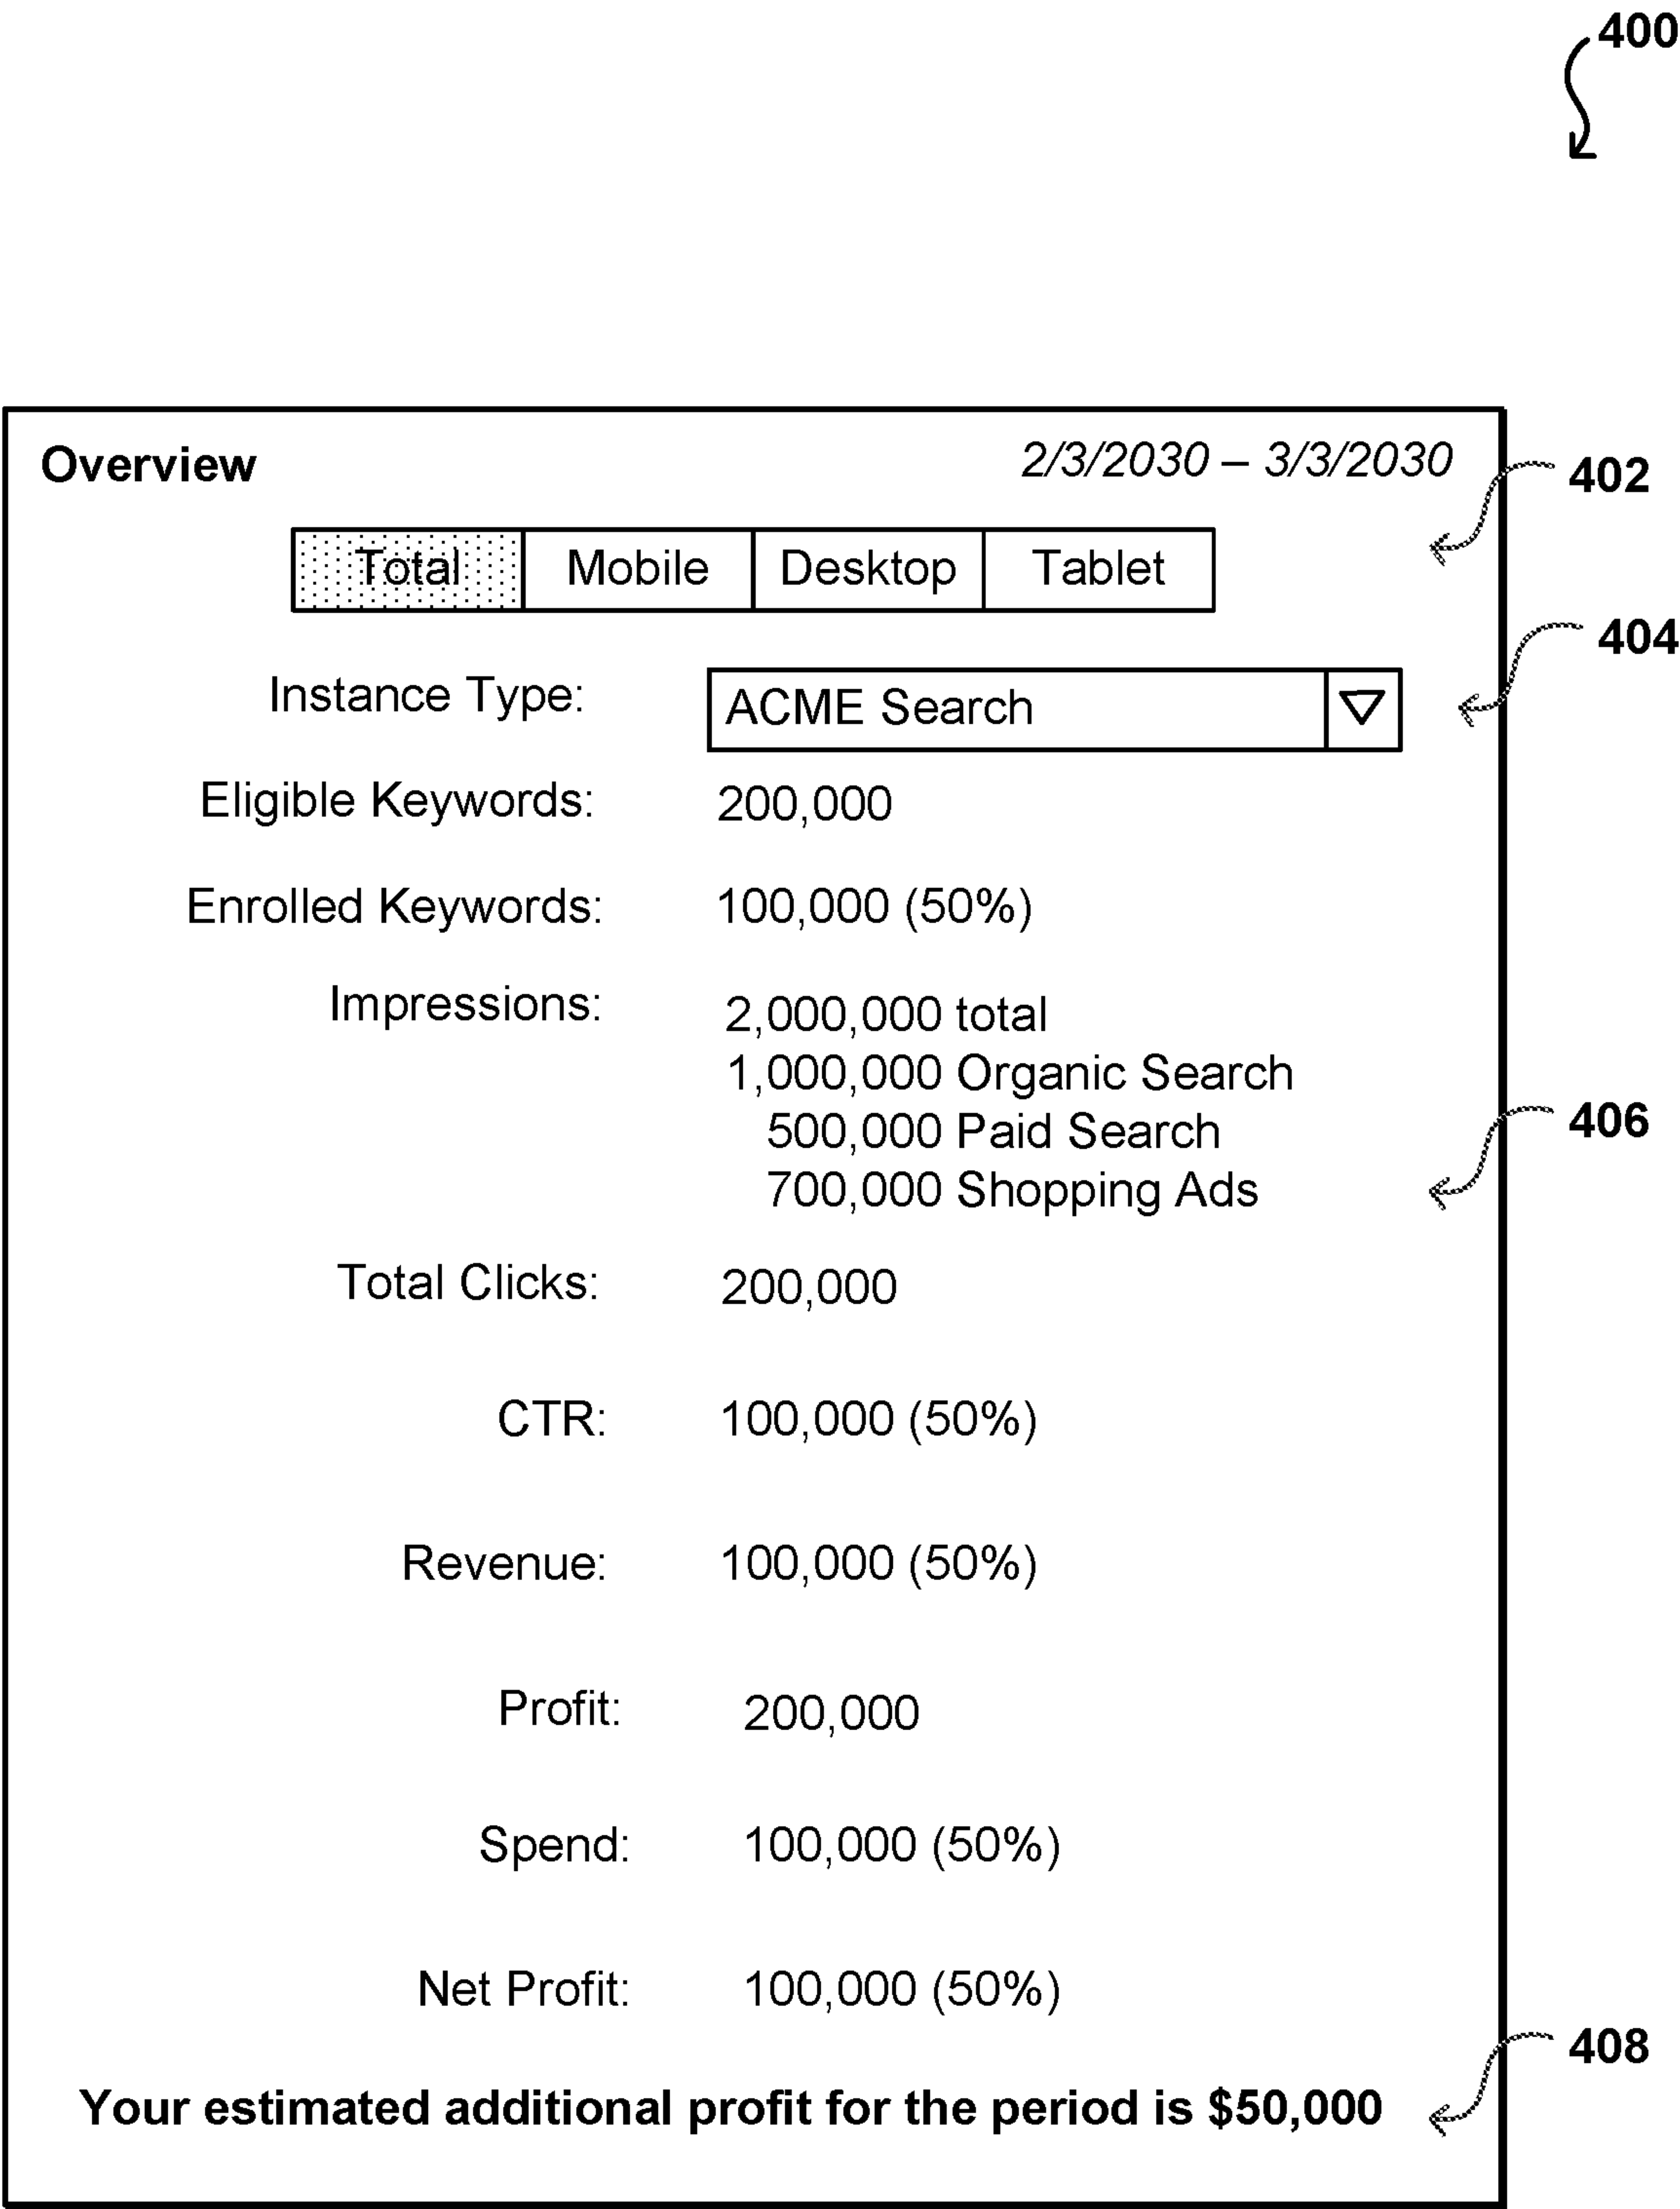 400
Overview 2/3/2030 – 3/3/2030
402
Total Mobile Desktop Tablet
404
Instance Type: ACME Search
Eligible Keywords: 200,000
Enrolled Keywords: 100,000 (50%)
Impressions: 2,000,000 total
1,000,000 Organic Search
500,000 Paid Search
406
700,000 Shopping Ads
Total Clicks: 200,000
CTR: 100,000 (50%)
Revenue: 100,000 (50%)
Profit: 200,000
Spend: 100,000 (50%)
Net Profit: 100,000 (50%)
408
Your estimated additional profit for the period is $50,000